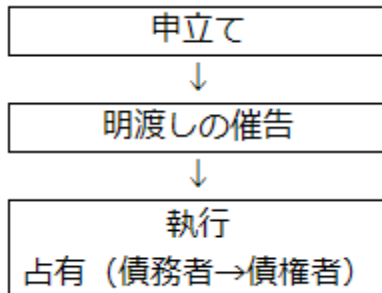 申立て
↓
明渡しの催告
↓
執行
占有（債務者→債権者）